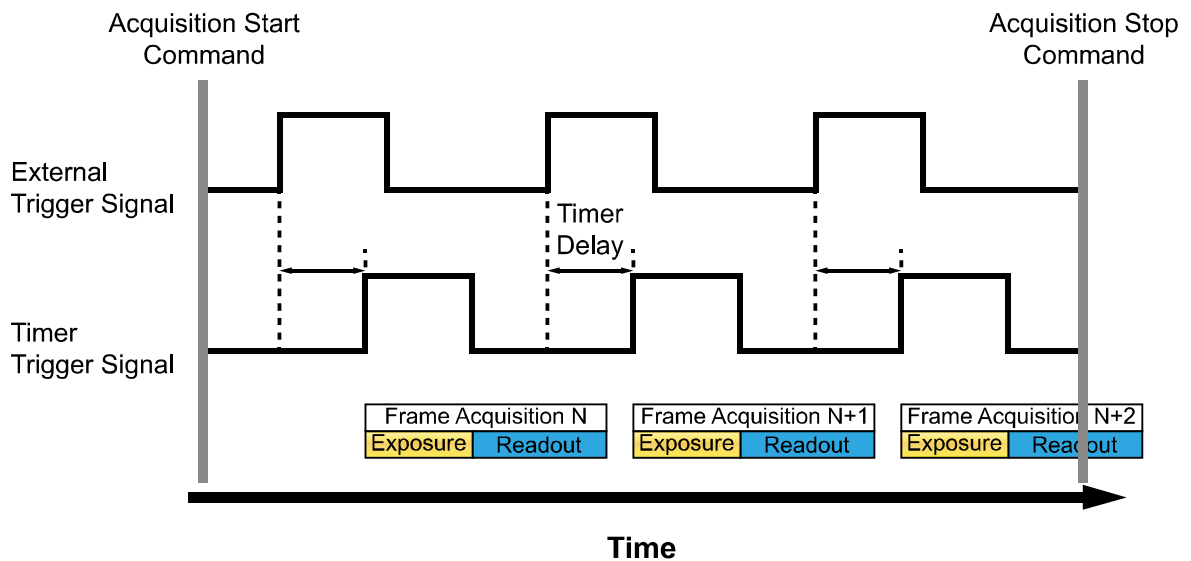 Acquisition Start
Command
Acquisition Stop
Command
External
Trigger Signal
Timer
Delay
Timer
Trigger Signal
Frame Acquisition N
Frame Acquisition N+1
Frame Acquisition N+2
Exposure
Readout
Exposure
Readout
Exposure
Readout
Time